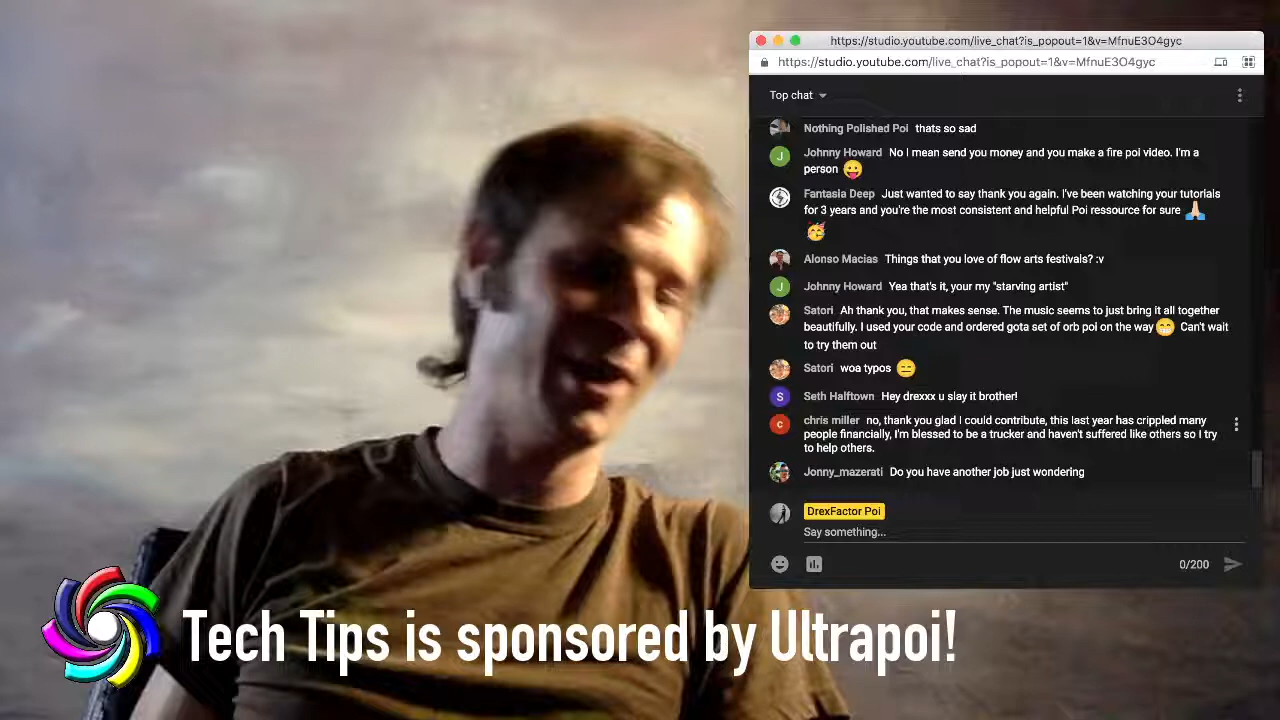 https://studio.youtube.com/live_chat?is_popout=1&v=MfnuE3O4gyc
https://studio.youtube.com/live_chat?is_popout=1&v=MfnuE3O4gyc
Top chat
Nothing Polished Poi thats so sad
Johnny Howard No I mean send you money and you make a fire poi video. I'm a
person 😛
Fantasia Deep Just wanted to say thank you again. I've been watching your tutorials
for 3 years and you're the most consistent and helpful Poi ressource for sure 🙏
🥳
Alonso Macias Things that you love of flow arts festivals? :v
Johnny Howard Yea that's it, your my "starving artist"
Satori Ah thank you, that makes sense. The music seems to just bring it all together
beautifully. I used your code and ordered gota set of orb poi on the way😁 Can't wait
to try them out
Satori woa typos 😑
Seth Halftown Hey drexxx u slay it brother!
chris miller no, thank you glad I could contribute, this last year has crippled many
people financially, I'm blessed to be a trucker and haven't suffered like others so I try
to help others.
Jonny_mazerati Do you have another job just wondering
DrexFactor Poi
Say something...
0/200
Tech Tips is sponsored by Ultrapoi!